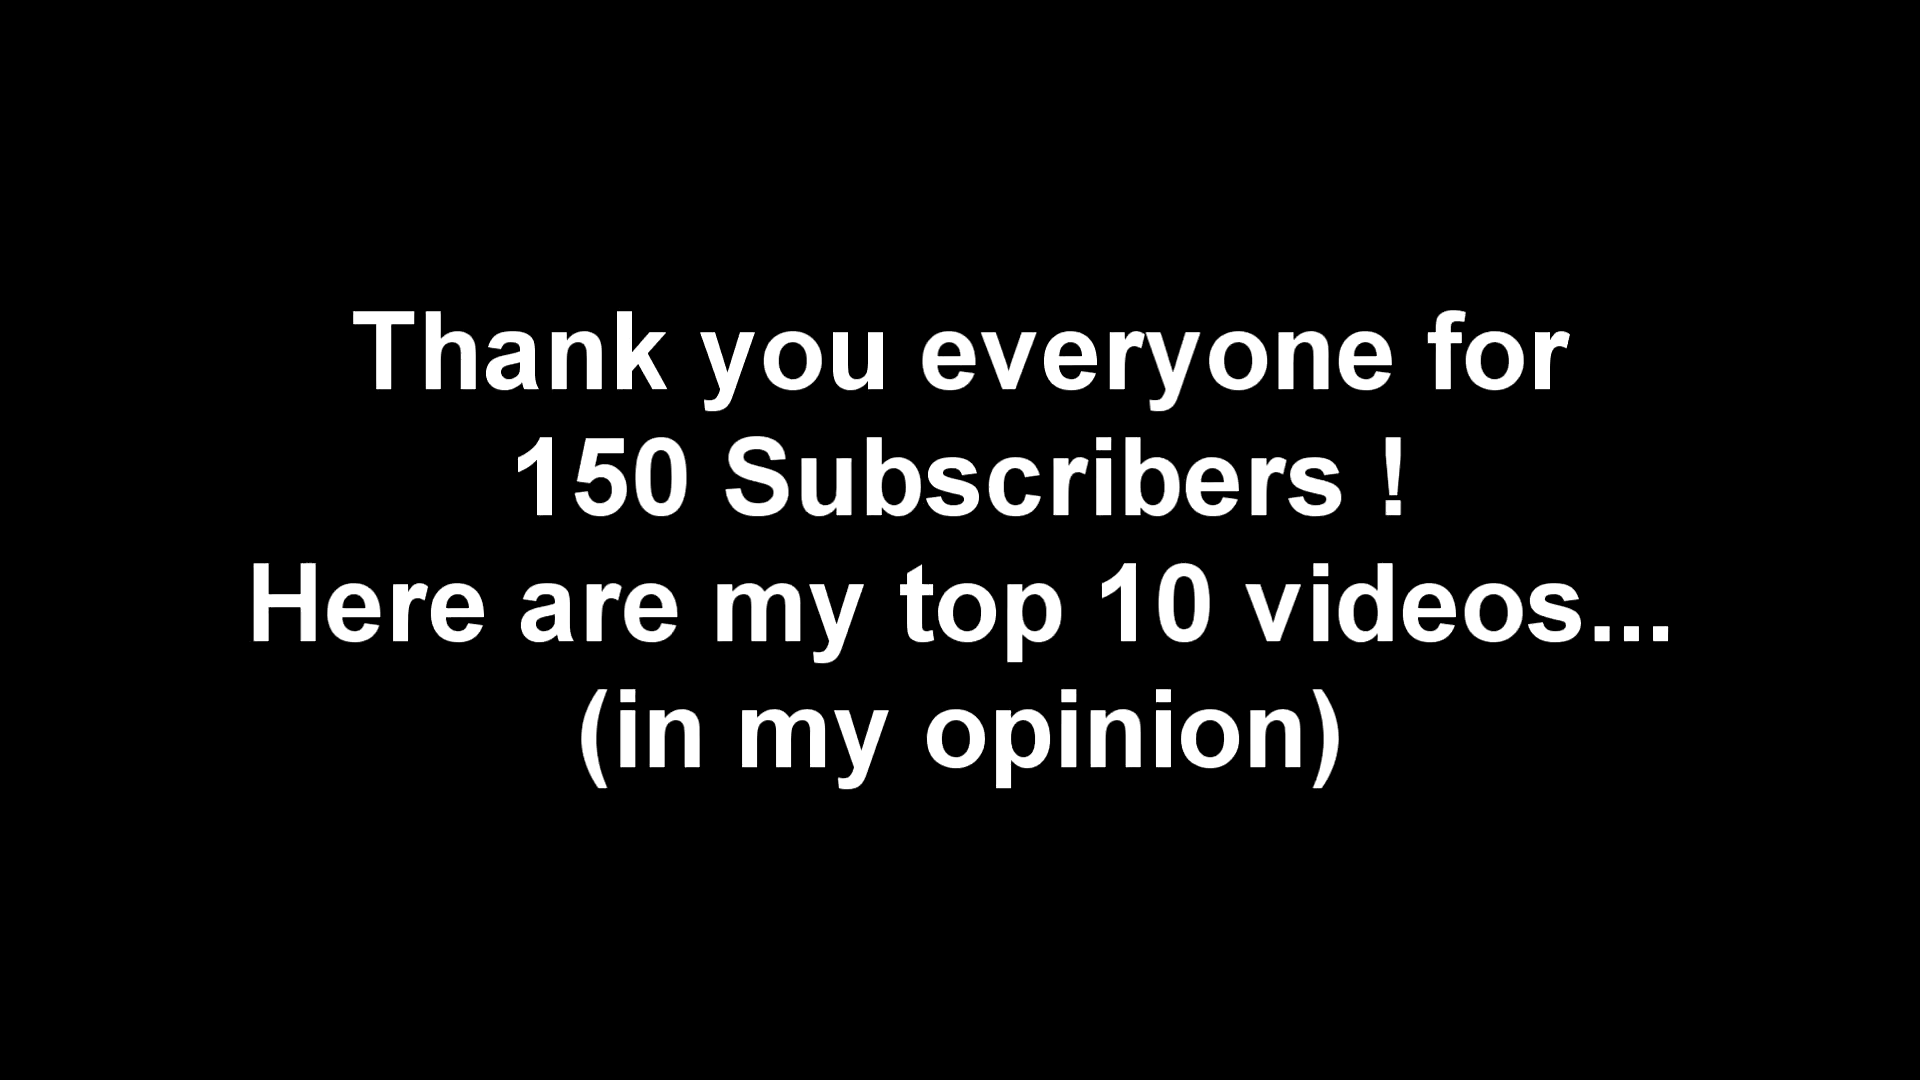 Thank you everyone for
150 Subscribers !
Here are my top 10 videos...
(in my opinion)